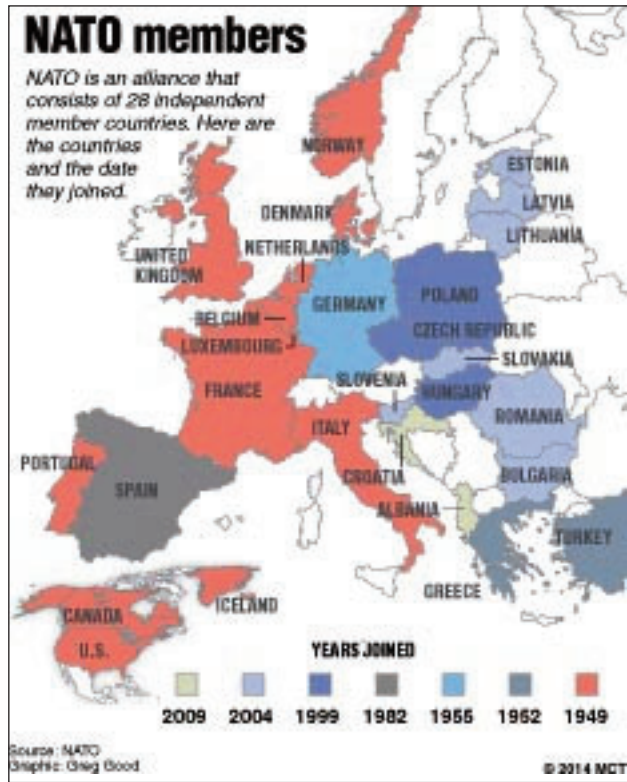 NATO members
NATO is an alliance that
consists of 28 independent
member countries. Here are
the countries
and the date
they joined.
NORWAY
ESTONIA
LATVIA
LITHUANIA
DENMARK
NETHERLANDS
UNITED
KINGDOM
GERMANY
POLAND
BELGIUM
CZECH REPUBLIC
LUXEMBOURG
SLOVAKIA
SLOVENIA
FRANCE
HUNGARY
ROMANIA
ITALY
PORTUGAL
CROATIA
BULGARIA
SPAIN
ALBANIA
TURKEY
GREECE
ICELAND
CANADA
U.S.
YEARS JOINED
2009 2004 1999 1982 1955 1952 1949
Source: NATO
Graphic: Greg Good
© 2014 MCT